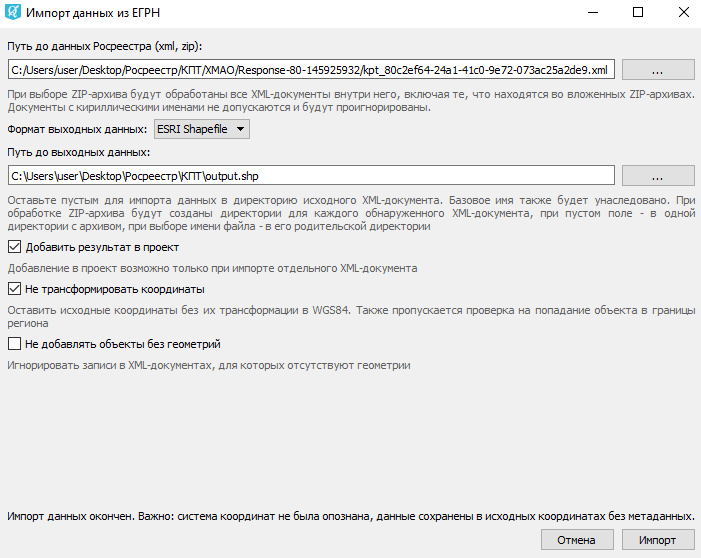 Импорт данных из ЕГРН
Путь до данных Росреестра (xml, zip):
C:/Users/user/Desktop/Росреестр/КПТ/ХМАО/Response-80-145925932/kpt_80c2ef64-24a1-41c0-9e72-073ac25a2de9.xml
...
При выборе ZIP-архива будут обработаны все XML-документы внутри него, включая те, что находятся во вложенных ZIP-архивах.
Документы с кириллическими именами не допускаются и будут проигнорированы.
Формат выходных данных: ESRI Shapefile
Путь до выходных данных:
C:\Users\user\Desktop\Росреестр\КПТ\output.shp
...
Оставьте пустым для импорта данных в директорию исходного XML-документа. Базовое имя также будет унаследовано. При
обработке ZIP-архива будут созданы директории для каждого обнаруженного XML-документа, при пустом поле - в одной
директории с архивом, при выборе имени файла - в его родительской директории
Добавить результат в проект
Добавление в проект возможно только при импорте отдельного XML-документа
Не трансформировать координаты
Оставить исходные координаты без их трансформации в WGS84. Также пропускается проверка на попадание объекта в границы
региона
Не добавлять объекты без геометрий
Игнорировать записи в XML-документах, для которых отсутствуют геометрии
Импорт данных окончен. Важно: система координат не была опознана, данные сохранены в исходных координатах без метаданных.
Отмена
Импорт